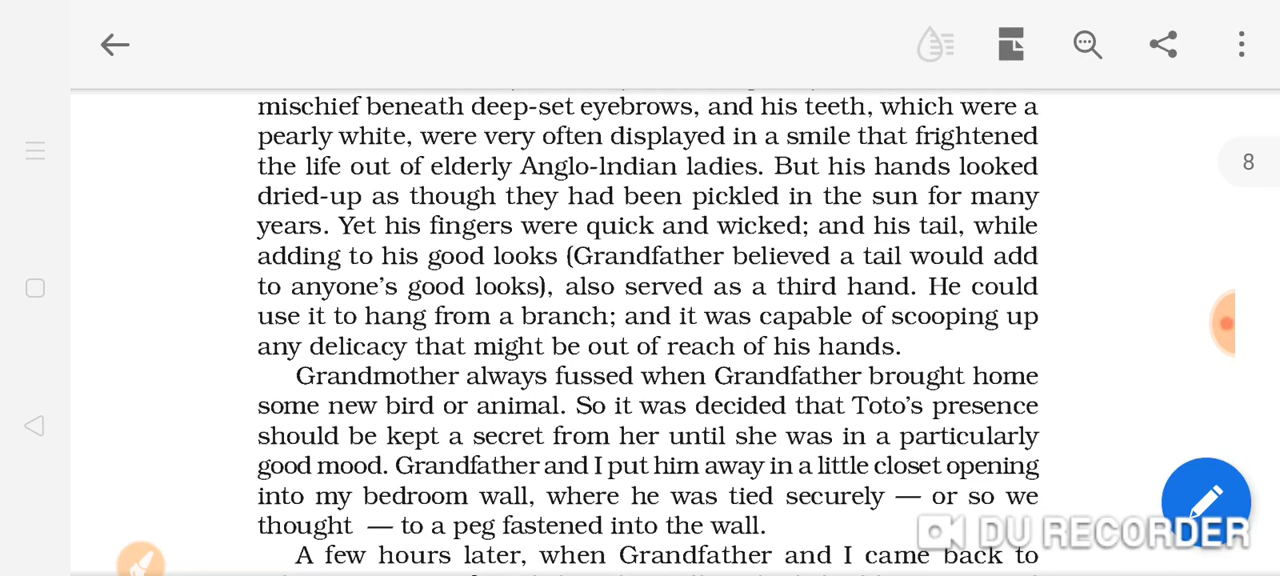 mischief beneath deep-set eyebrows, and his teeth, which were a
pearly white, were very often displayed in a smile that frightened
the life out of elderly Anglo-Indian ladies. But his hands looked
dried-up as though they had been pickled in the sun for many
years. Yet his fingers were quick and wicked; and his tail, while
adding to his good looks (Grandfather believed a tail would add
to anyone's good looks), also served as a third hand. He could
use it to hang from a branch; and it was capable of scooping up
any delicacy that might be out of reach of his hands.
Grandmother always fussed when Grandfather brought home
some new bird or animal. So it was decided that Toto's presence
should be kept a secret from her until she was in a particularly
good mood. Grandfather and I put him away in a little closet opening
into my bedroom wall, where he was tied securely — or so we
thought — to a peg fastened into the wall.
A few hours later, when Grandfather and I came back to
8
DU RECORDER